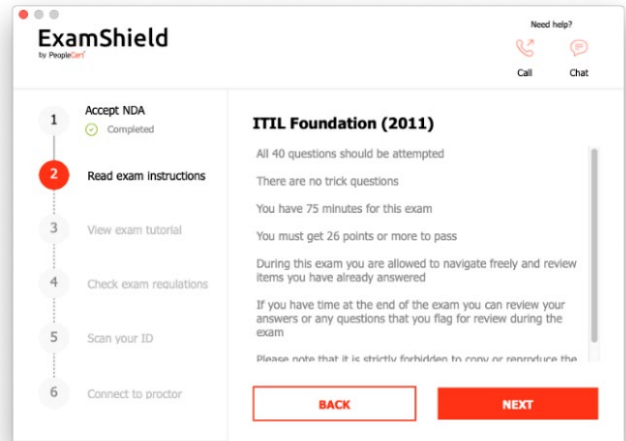 ExamShield
by PeopleCert
Need help?
Call
Chat
1
Accept NDA
Completed
2
Read exam instructions
3
View exam tutorial
4
Check exam regulations
5
Scan your ID
6
Connect to proctor
ITIL Foundation (2011)
All 40 questions should be attempted
There are no trick questions
You have 75 minutes for this exam
You must get 26 points or more to pass
During this exam you are allowed to navigate freely and review
items you have already answered
If you have time at the end of the exam you can review your
answers or any questions that you flag for review during the
exam
Please note that it is strictly forbidden to copy or reproduce the
BACK
NEXT